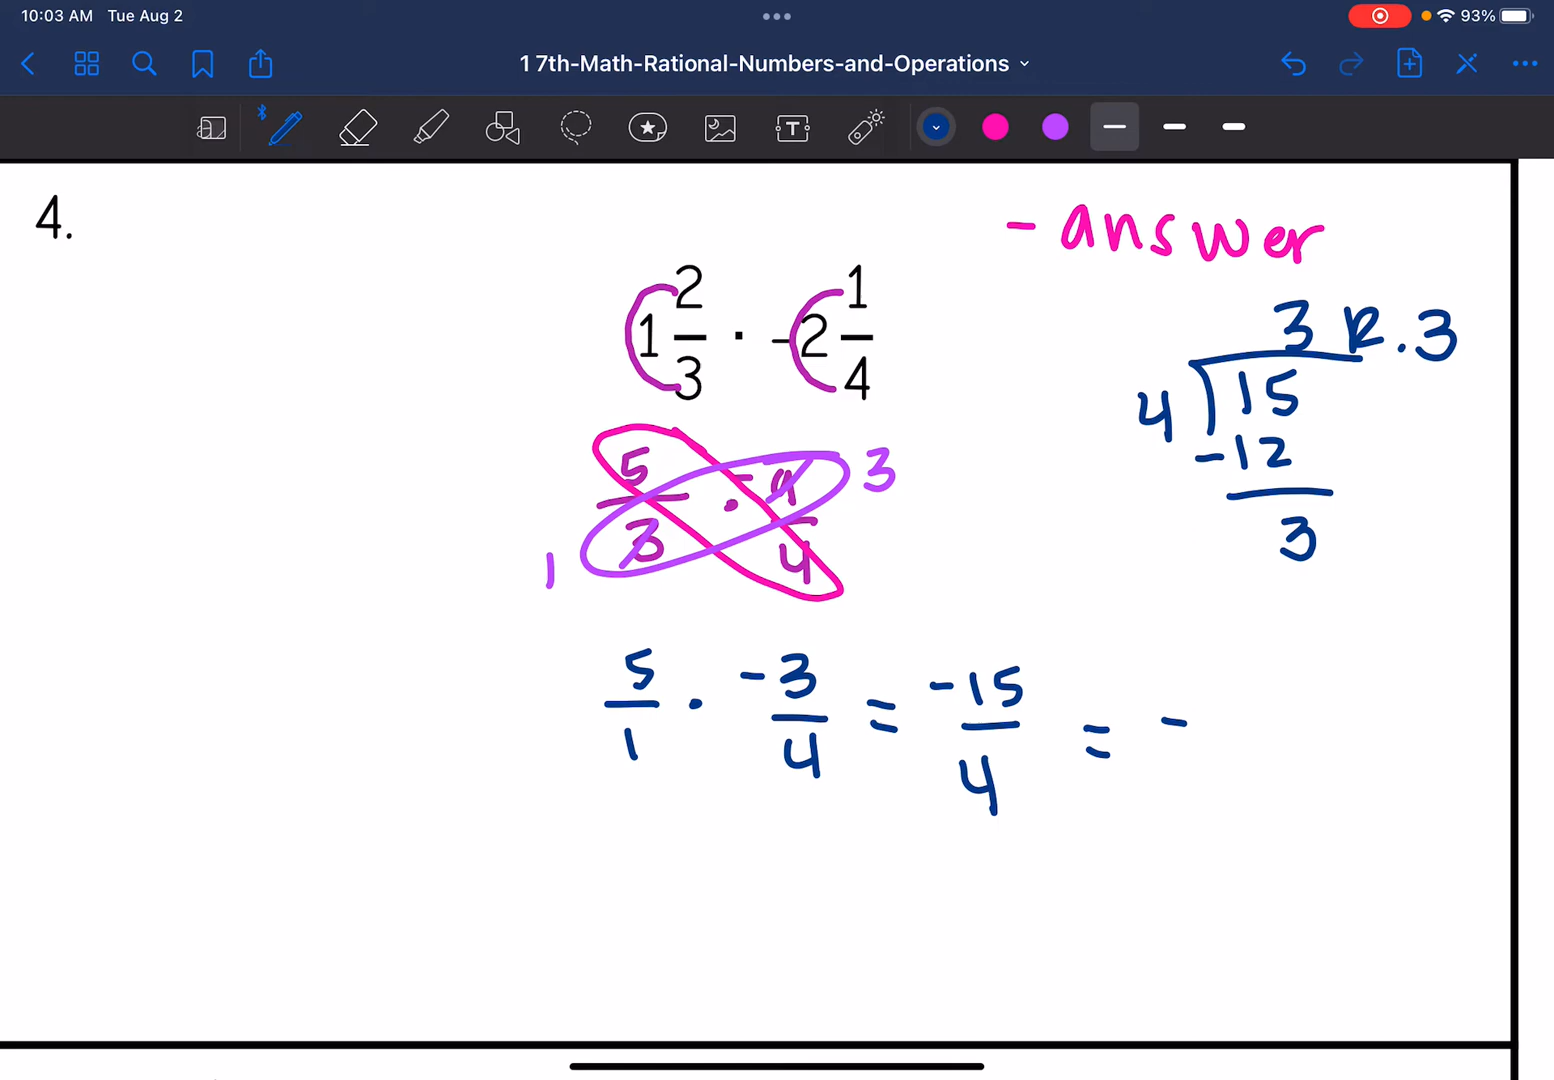 10:03 AM Tue Aug 2
93%
1 7th-Math-Rational-Numbers-and-Operations
T
4.
- answer
1 2/3 · -2 1/4
3 R.3
4 15
-12
3
5/3 · -9/4 3
1
5/1 · -3/4 = -15/4 = -